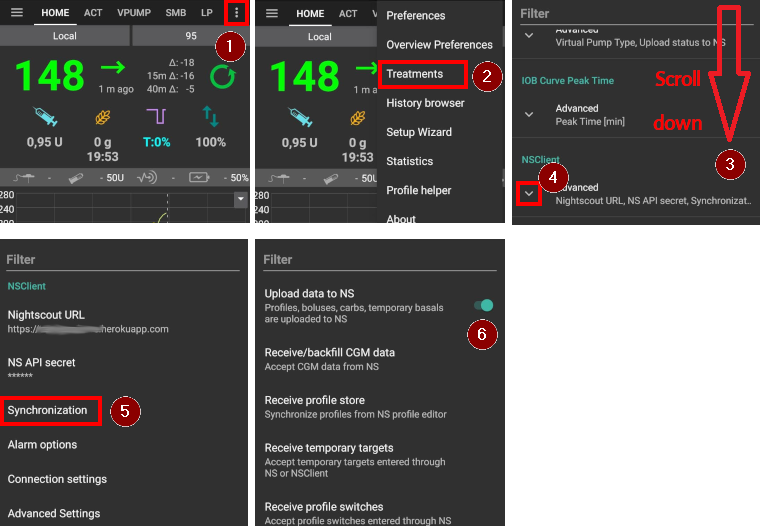 HOME ACT VPUMP SMB LP
1
Local 95
148
Δ: -18
15m Δ: -16
40m Δ: -5
1 m ago
0,95 U 0 g T:0% 100%
19:53
- - 50U - - 50%
280
240
200
HOME ACT
Local
148
1 m a
0,95 U 0 g
19:53
- - 50U
280
240
200
Preferences
Overview Preferences
Treatments
2
History browser
Setup Wizard
Statistics
Profile helper
About
Filter
Advanced
Virtual Pump Type, Upload status to NS
IOB Curve Peak Time
Scroll
down
Advanced
Peak Time [min]
3
NSClient
4
Advanced
Nightscout URL, NS API secret, Synchronizat..
Filter
NSClient
Nightscout URL
https:// .herokuapp.com
NS API secret
******
Synchronization
5
Alarm options
Connection settings
Advanced Settings
Filter
Upload data to NS
Profiles, boluses, carbs, temporary basals
are uploaded to NS
6
Receive/backfill CGM data
Accept CGM data from NS
Receive profile store
Synchronize profiles from NS profile editor
Receive temporary targets
Accept temporary targets entered through
NS or NSClient
Receive profile switches
Accept profile switches entered through NS